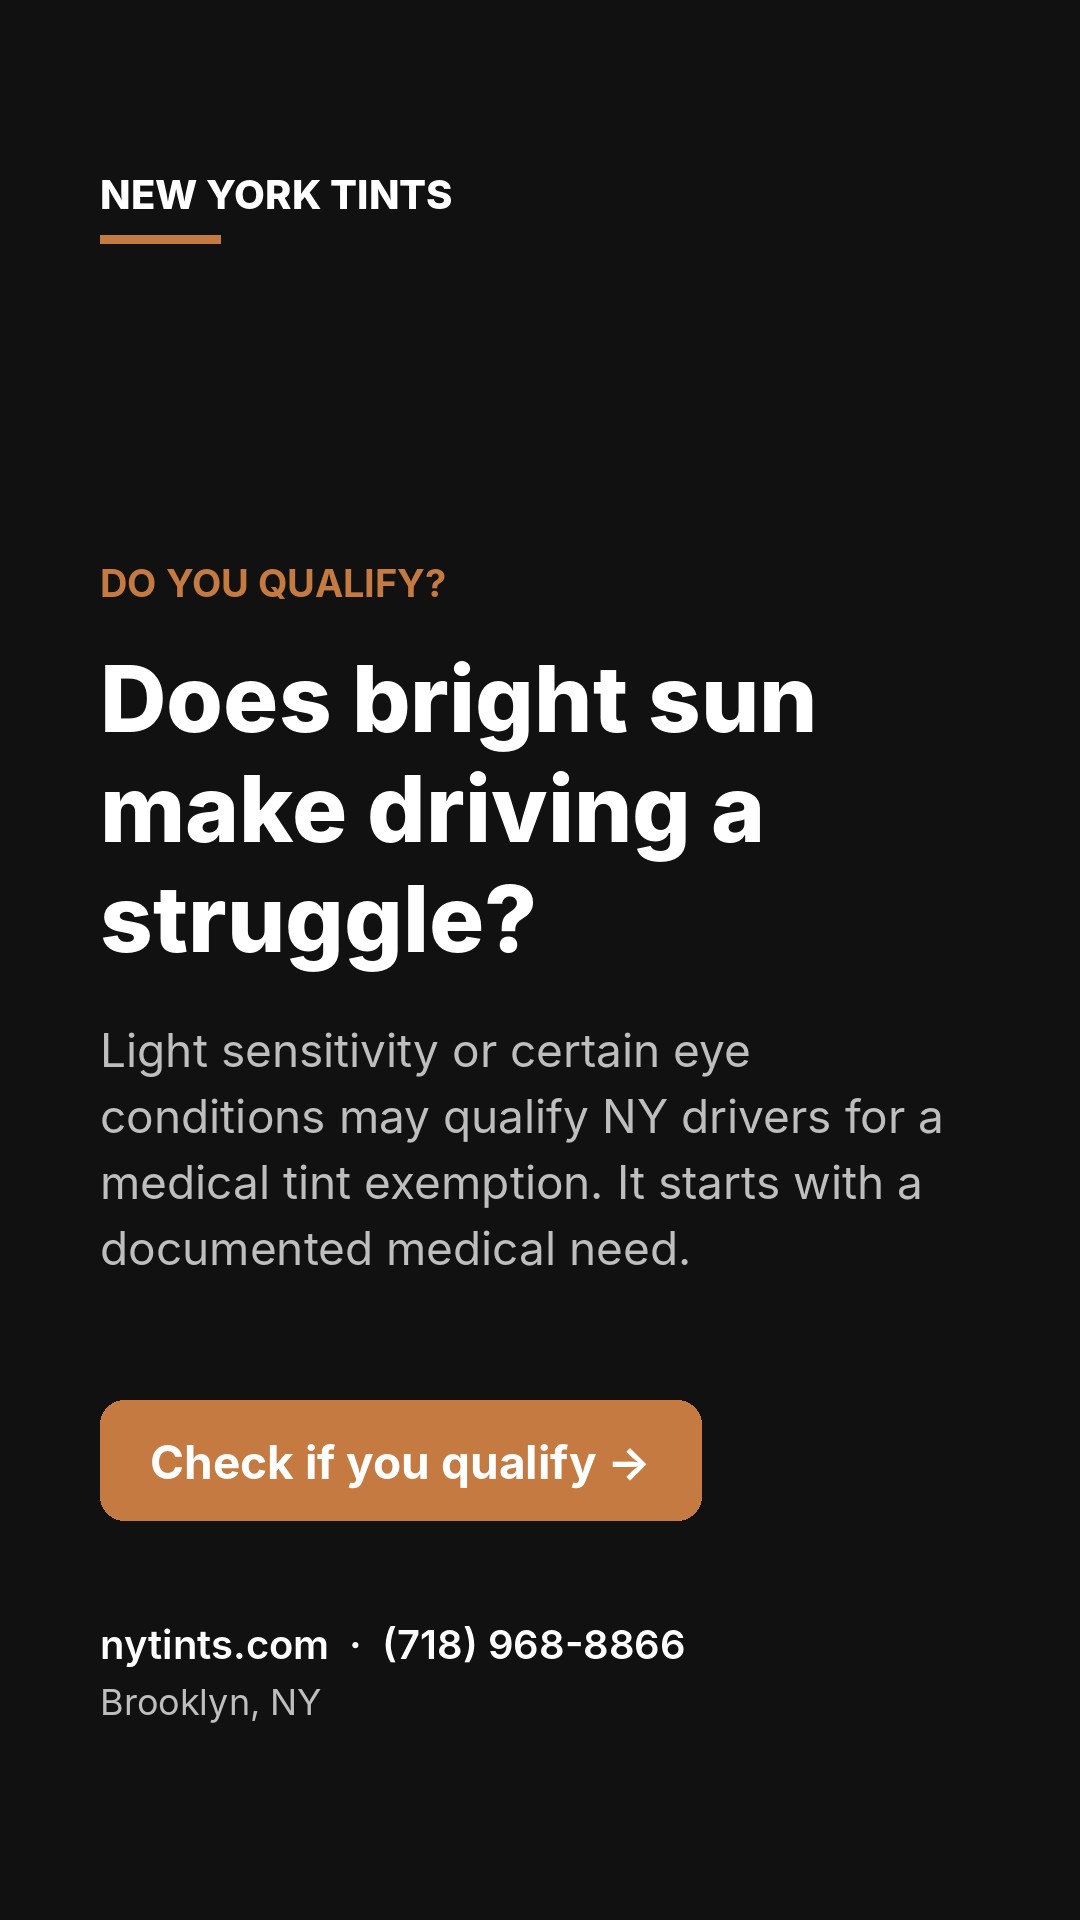 NEW YORK TINTS
DO YOU QUALIFY?
Does bright sun
make driving a
struggle?
Light sensitivity or certain eye
conditions may qualify NY drivers for a
medical tint exemption. It starts with a
documented medical need.
Check if you qualify →
nytints.com · (718) 968-8866
Brooklyn, NY